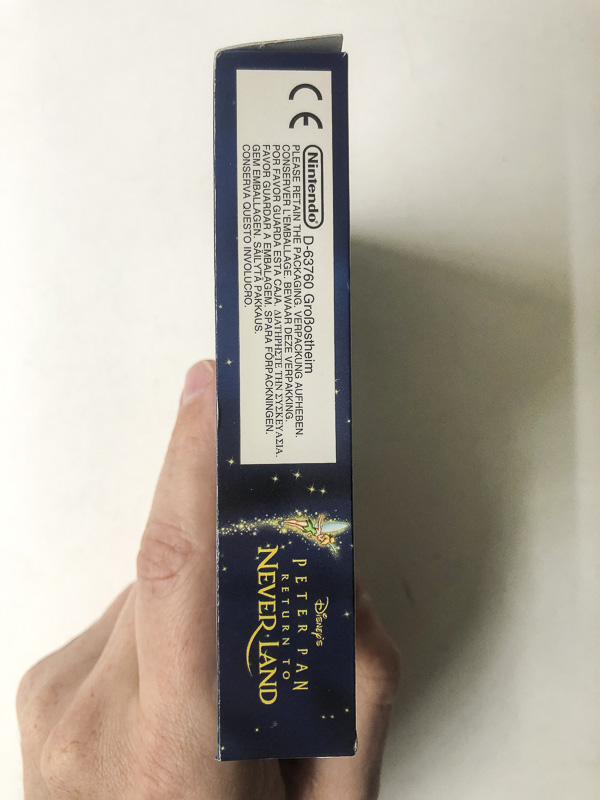 CE
Nintendo D-63760 Großostheim
PLEASE RETAIN THE PACKAGING. VERPACKUNG AUFHEBEN.
CONSERVER L'EMBALLAGE. BEWAAR DEZE VERPAKKING.
POR FAVOR GUARDA ESTA CAJA. ΔΙΑΤΗΡΗΣΤΕ ΤΗΝ ΣΥΣΚΕΥΑΣΙΑ.
FAVOR GUARDAR A EMBALAGEM. SPARA FÖRPACKNINGEN.
GEM EMBALLAGEN. SÄILYTÄ PAKKAUS.
CONSERVA QUESTO INVOLUCRO.
DISNEY'S
PETER PAN
RETURN TO
NEVER·LAND